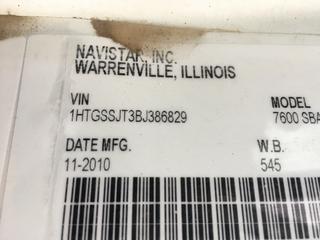 NAVISTAR, INC.
WARRENVILLE, ILLINOIS
VIN
1HTGSSJT3BJ386829
MODEL
7600 SBA
DATE MFG.
11-2010
W.B.
545